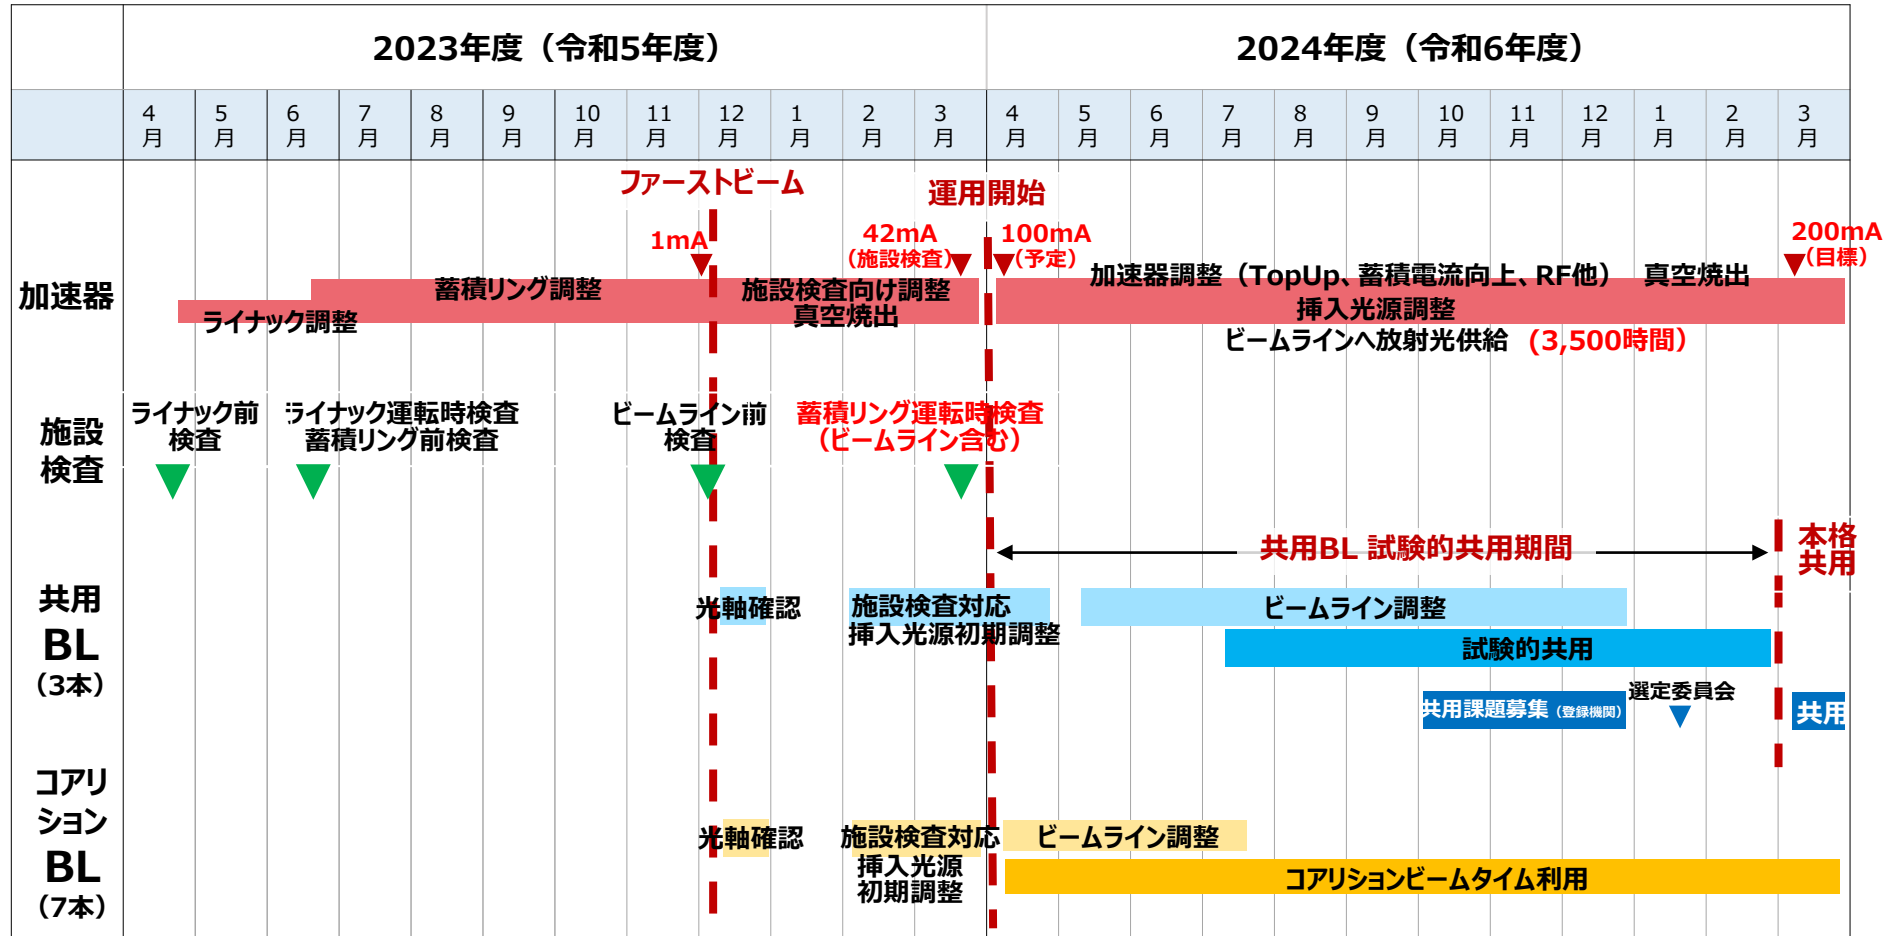 2023年度（令和5年度）
2024年度（令和6年度）
4月
5月
6月
7月
8月
9月
10月
11月
12月
1月
2月
3月
4月
5月
6月
7月
8月
9月
10月
11月
12月
1月
2月
3月
ファーストビーム
運用開始
加速器
1mA
42mA
（施設検査）
100mA
（予定）
200mA
（目標）
ライナック調整
蓄積リング調整
施設検査向け調整
真空焼出
加速器調整（TopUp、蓄積電流向上、RF他）　真空焼出
挿入光源調整
ビームラインへ放射光供給　(3,500時間）
施設
検査
ライナック前
検査
ライナック運転時検査
蓄積リング前検査
ビームライン前
検査
蓄積リング運転時検査
（ビームライン含む）
共用BL 試験的共用期間
本格
共用
共用
BL
（3本）
光軸確認
施設検査対応
挿入光源初期調整
ビームライン調整
試験的共用
共用課題募集（登録機関）
選定委員会
共用
コアリ
ション
BL
（7本）
光軸確認
施設検査対応
挿入光源
初期調整
ビームライン調整
コアリションビームタイム利用